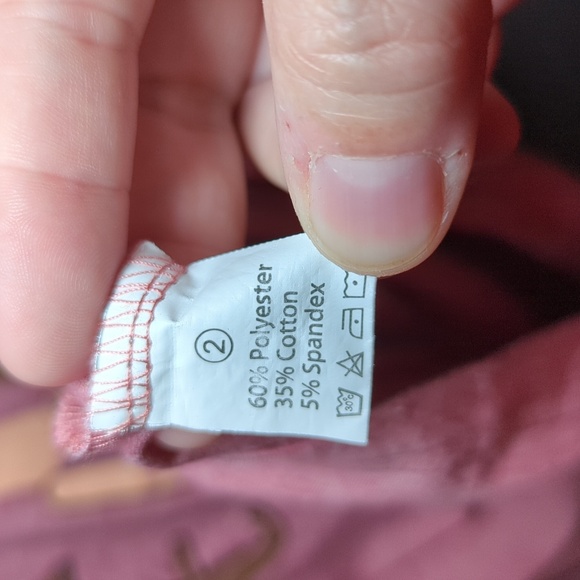 ②
60% Polyester
35% Cotton
5% Spandex
30°C